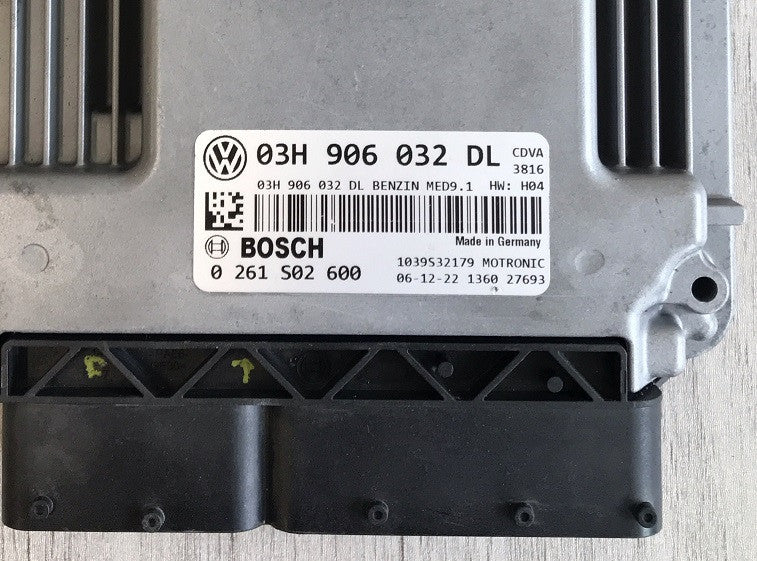 03H 906 032 DL CDVA
3816
03H 906 032 DL BENZIN MED9.1 HW: H04
Made in Germany
BOSCH
1039S32179 MOTRONIC
0 261 S02 600
06-12-22 1360 27693